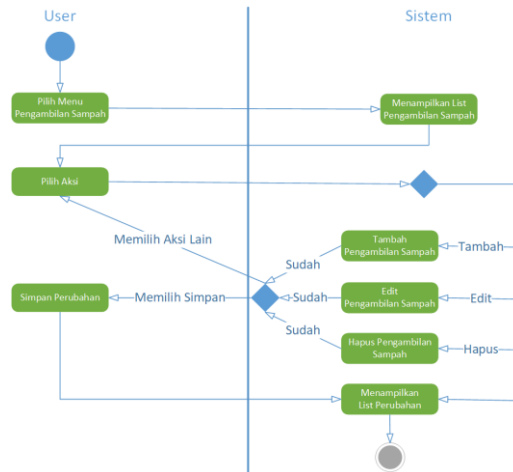 User
Sistem
Pilih Menu
Pengambilan Sampah
Menampilkan List
Pengambilan Sampah
Pilih Aksi
Memilih Aksi Lain
Tambah
Pengambilan Sampah
Tambah
Sudah
Simpan Perubahan
Memilih Simpan
Sudah
Edit
Pengambilan Sampah
Edit
Sudah
Hapus Pengambilan
Sampah
Hapus
Menampilkan
List Perubahan